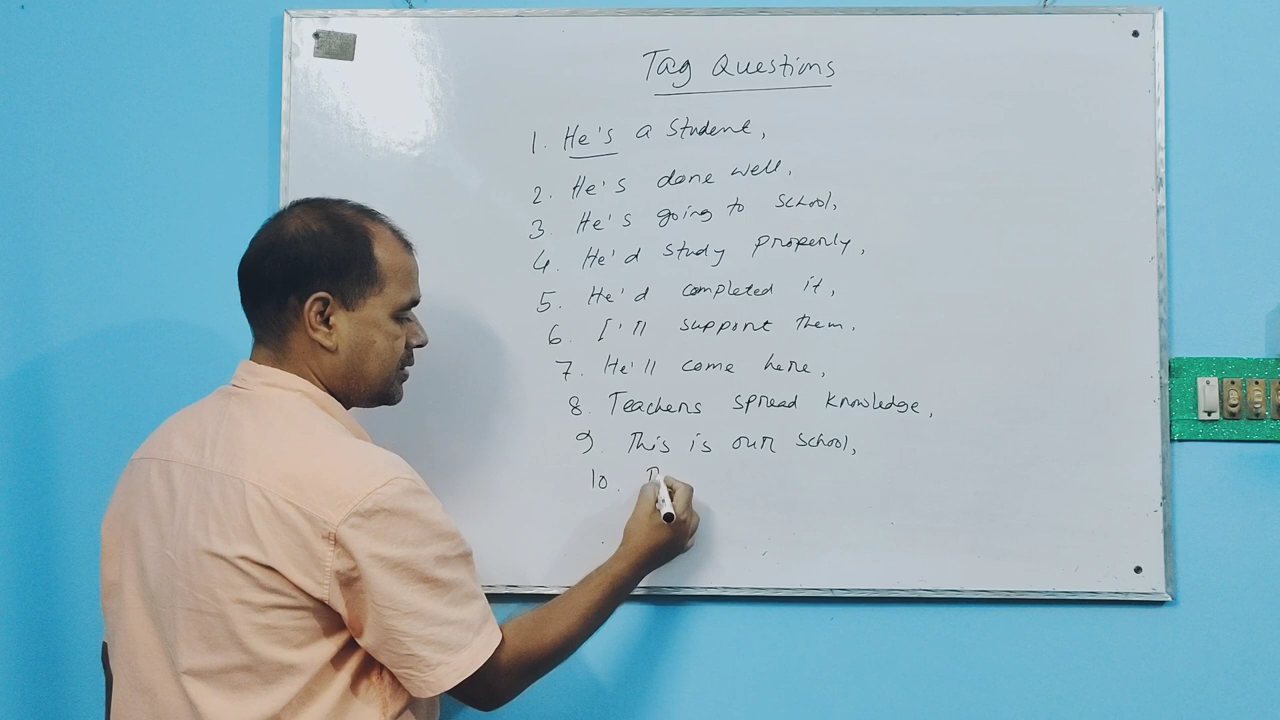 Tag Questions
1. He's a student,
2. He's done well,
3. He's going to school,
4. He'd study properly,
5. He'd completed it,
6. I'll support them,
7. He'll come here,
8. Teachers spread knowledge,
9. This is our school,
10.